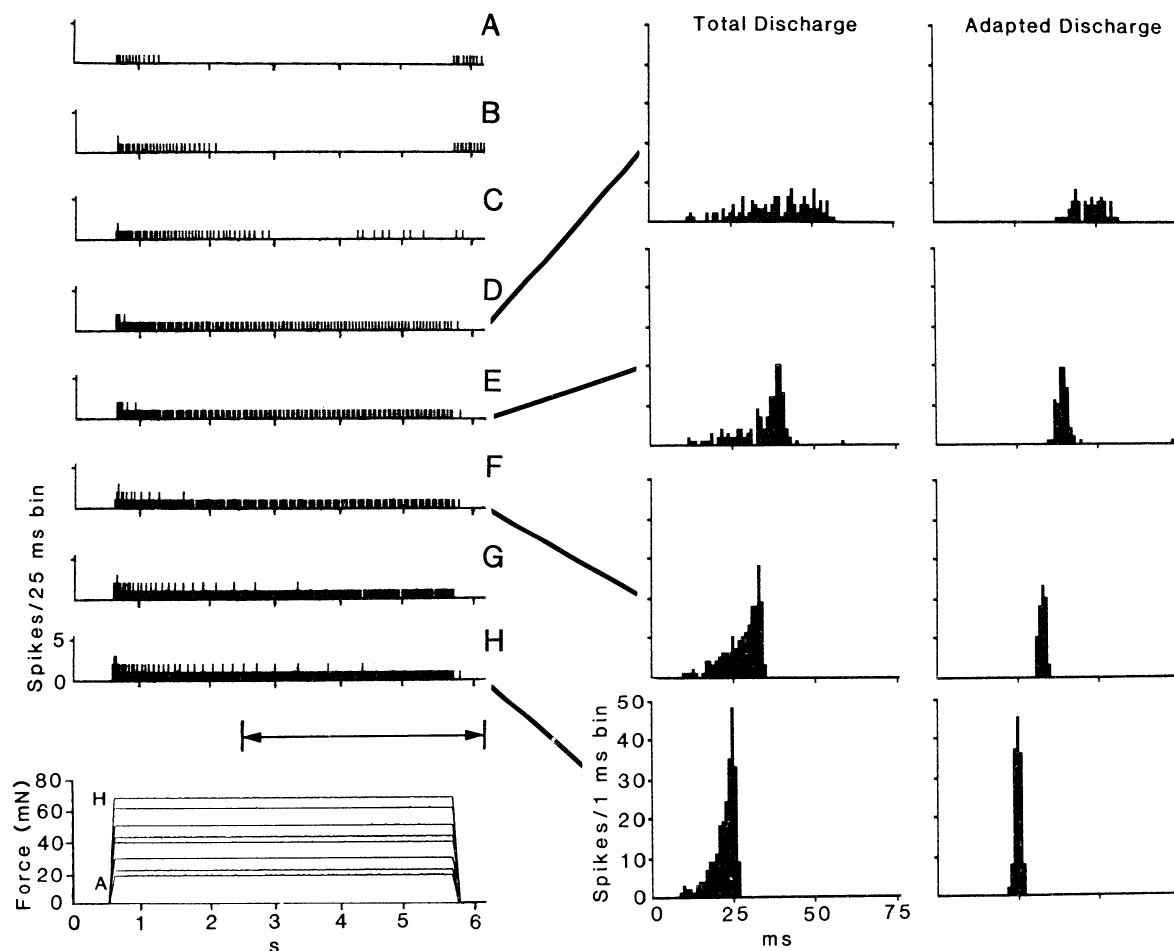 A
B
C
D
E
F
G
H
Spikes/25 ms bin
5
0
Force (mN)
80
60
40
20
0
H
A
0 1 2 3 4 5 6
s
Total Discharge
Adapted Discharge
Spikes/1 ms bin
50
40
30
20
10
0
0 25 50 75
ms